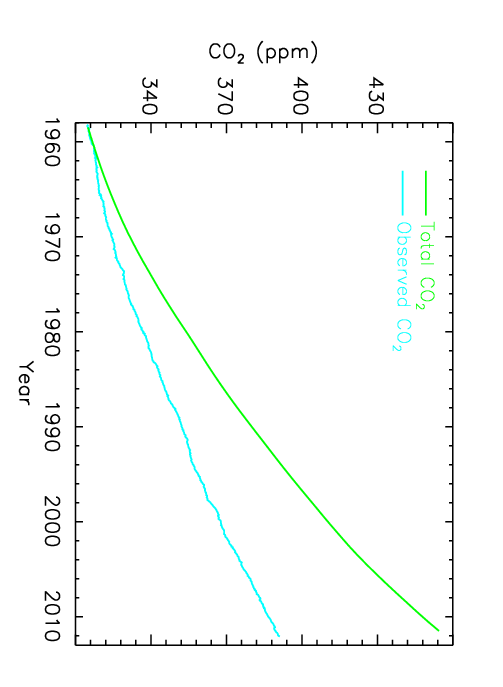 CO₂ (ppm)
430
400
370
340
Total CO₂
Observed CO₂
1960
1970
1980
1990
2000
2010
Year